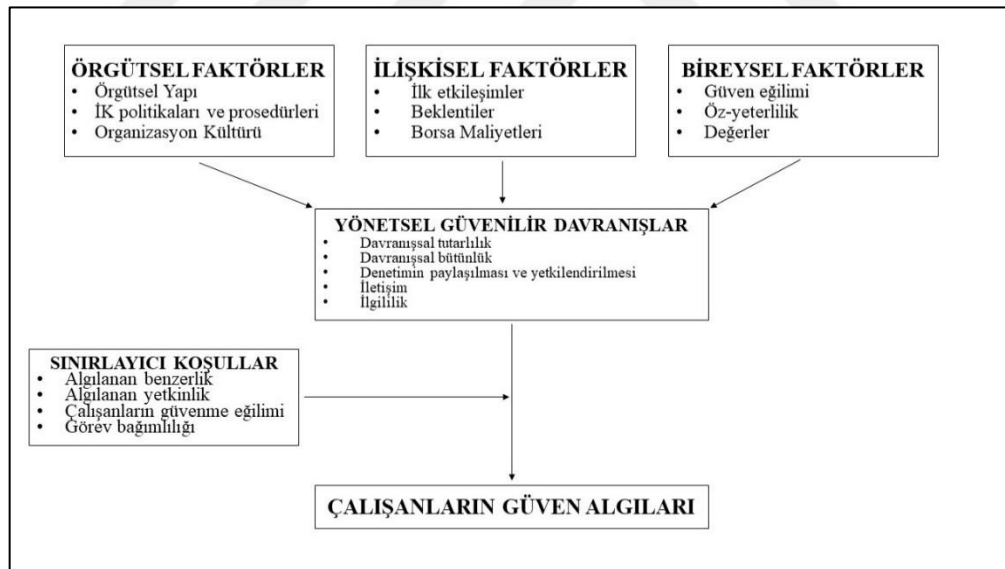 ÖRGÜTSEL FAKTÖRLER
• Örgütsel Yapı
• İK politikaları ve prosedürleri
• Organizasyon Kültürü
İLİŞKİSEL FAKTÖRLER
• İlk etkileşimler
• Beklentiler
• Borsa Maliyetleri
BİREYSEL FAKTÖRLER
• Güven eğilimi
• Öz-yeterlilik
• Değerler
YÖNETSEL GÜVENİLİR DAVRANIŞLAR
• Davranışsal tutarlılık
• Davranışsal bütünlük
• Denetimin paylaşılması ve yetkilendirilmesi
• İletişim
• İlgililik
SINIRLAYICI KOŞULLAR
• Algılanan benzerlik
• Algılanan yetkinlik
• Çalışanların güvenme eğilimi
• Görev bağımlılığı
ÇALIŞANLARIN GÜVEN ALGILARI